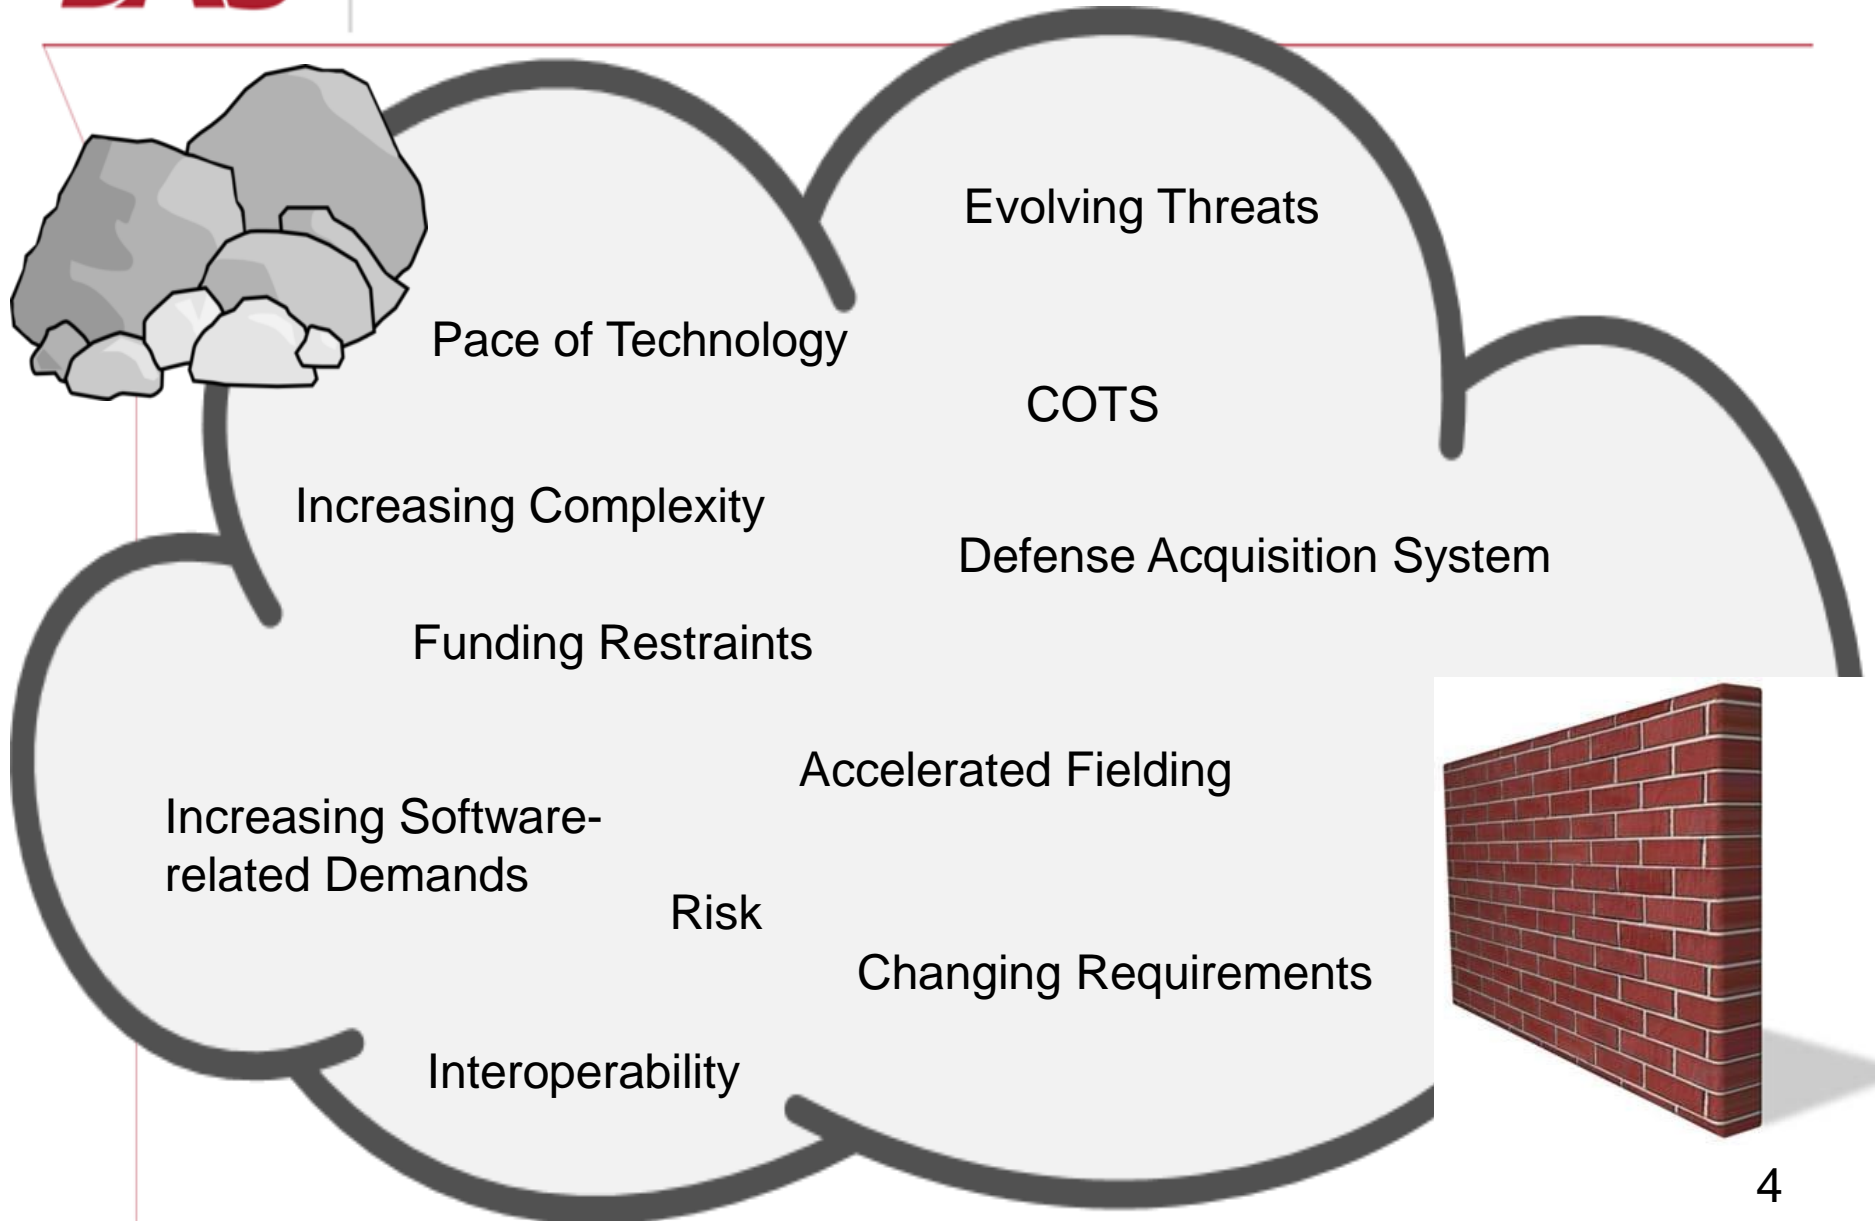 Evolving Threats
Pace of Technology
COTS
Increasing Complexity
Defense Acquisition System
Funding Restraints
Accelerated Fielding
Increasing Software-
related Demands
Risk
Changing Requirements
Interoperability
4